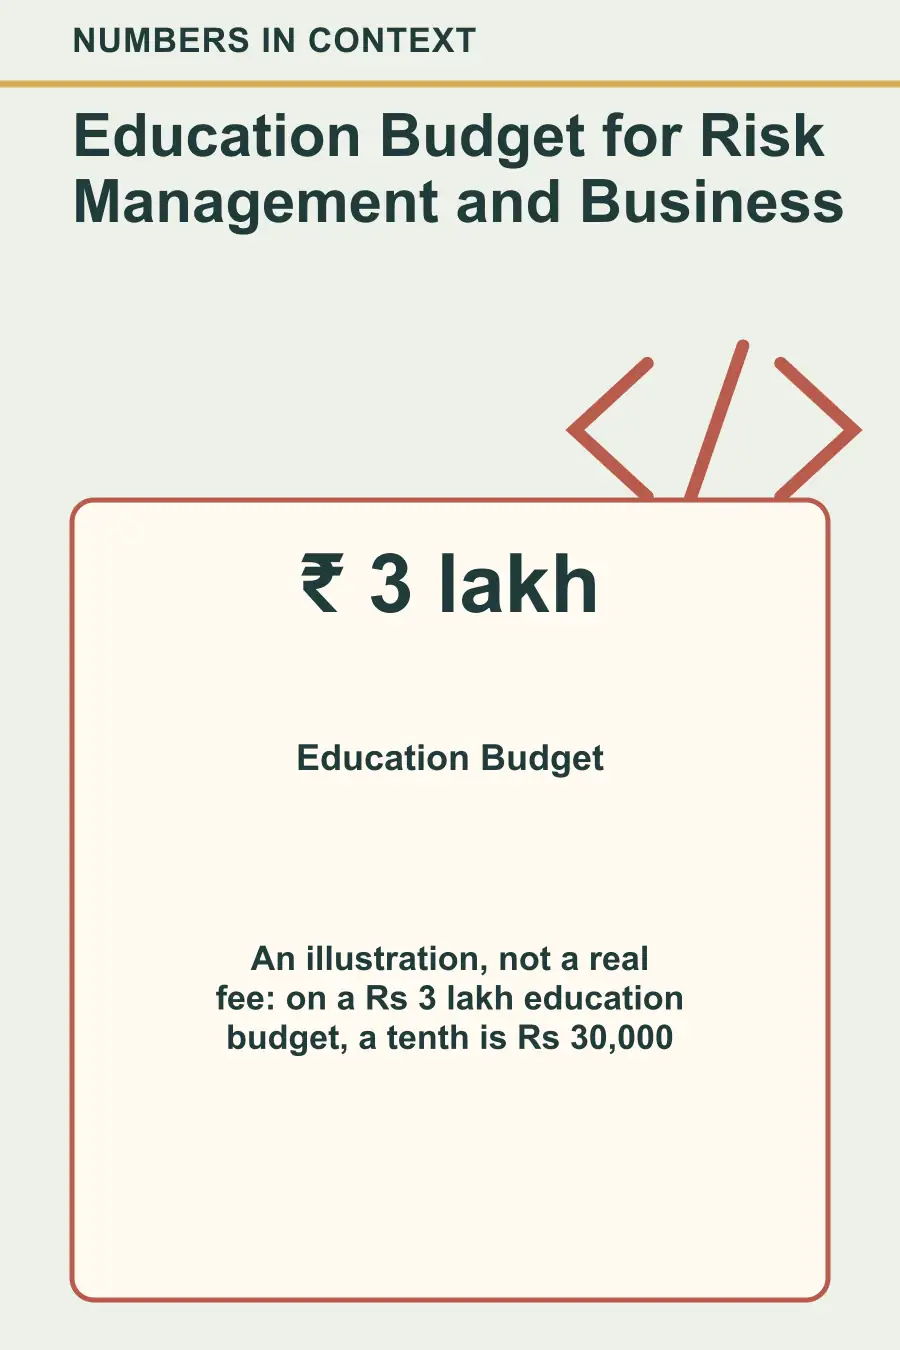 NUMBERS IN CONTEXT
Education Budget for Risk
Management and Business
₹ 3 lakh
Education Budget
An illustration, not a real
fee: on a Rs 3 lakh education
budget, a tenth is Rs 30,000